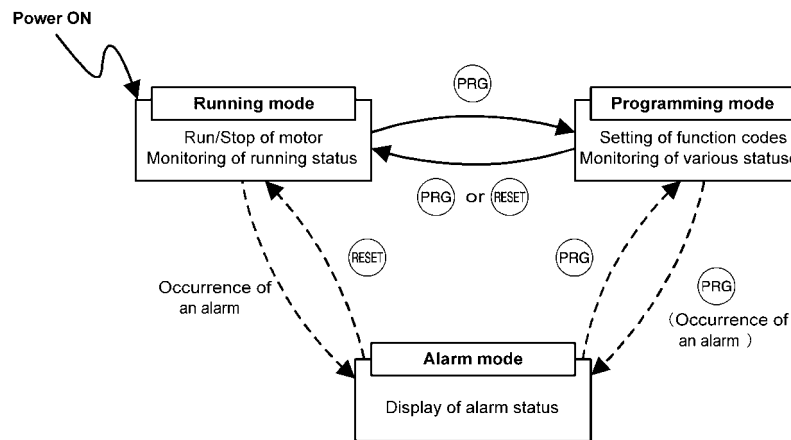 Power ON
Running mode
Run/Stop of motor
Monitoring of running status
PRG
Programming mode
Setting of function codes
Monitoring of various statuse
PRG or RESET
Occurrence of
an alarm
RESET
PRG
PRG
(Occurrence of
an alarm )
Alarm mode
Display of alarm status